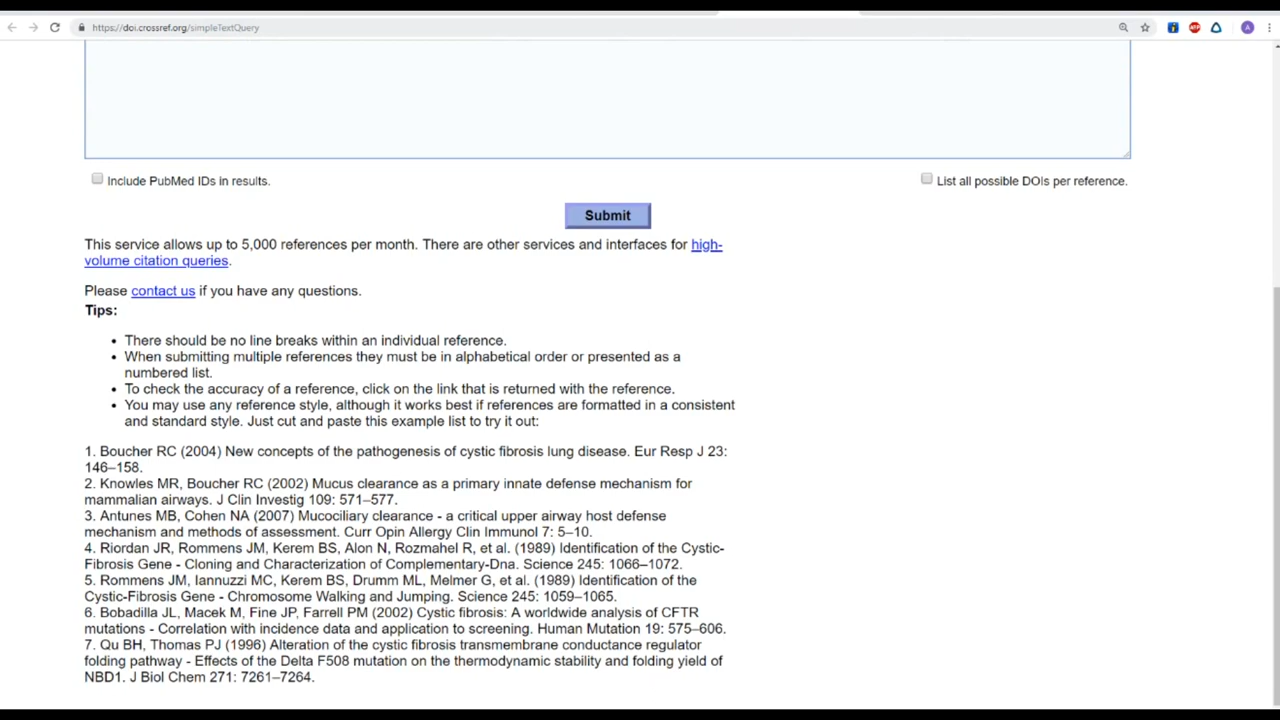 https://doi.crossref.org/simpleTextQuery
Include PubMed IDs in results.
List all possible DOIs per reference.
Submit
This service allows up to 5,000 references per month. There are other services and interfaces for high-
volume citation queries.
Please contact us if you have any questions.
Tips:
• There should be no line breaks within an individual reference.
• When submitting multiple references they must be in alphabetical order or presented as a
numbered list.
• To check the accuracy of a reference, click on the link that is returned with the reference.
• You may use any reference style, although it works best if references are formatted in a consistent
and standard style. Just cut and paste this example list to try it out:
1. Boucher RC (2004) New concepts of the pathogenesis of cystic fibrosis lung disease. Eur Resp J 23:
146–158.
2. Knowles MR, Boucher RC (2002) Mucus clearance as a primary innate defense mechanism for
mammalian airways. J Clin Investig 109: 571–577.
3. Antunes MB, Cohen NA (2007) Mucociliary clearance - a critical upper airway host defense
mechanism and methods of assessment. Curr Opin Allergy Clin Immunol 7: 5–10.
4. Riordan JR, Rommens JM, Kerem BS, Alon N, Rozmahel R, et al. (1989) Identification of the Cystic-
Fibrosis Gene - Cloning and Characterization of Complementary-Dna. Science 245: 1066–1072.
5. Rommens JM, Iannuzzi MC, Kerem BS, Drumm ML, Melmer G, et al. (1989) Identification of the
Cystic-Fibrosis Gene - Chromosome Walking and Jumping. Science 245: 1059–1065.
6. Bobadilla JL, Macek M, Fine JP, Farrell PM (2002) Cystic fibrosis: A worldwide analysis of CFTR
mutations - Correlation with incidence data and application to screening. Human Mutation 19: 575–606.
7. Qu BH, Thomas PJ (1996) Alteration of the cystic fibrosis transmembrane conductance regulator
folding pathway - Effects of the Delta F508 mutation on the thermodynamic stability and folding yield of
NBD1. J Biol Chem 271: 7261–7264.